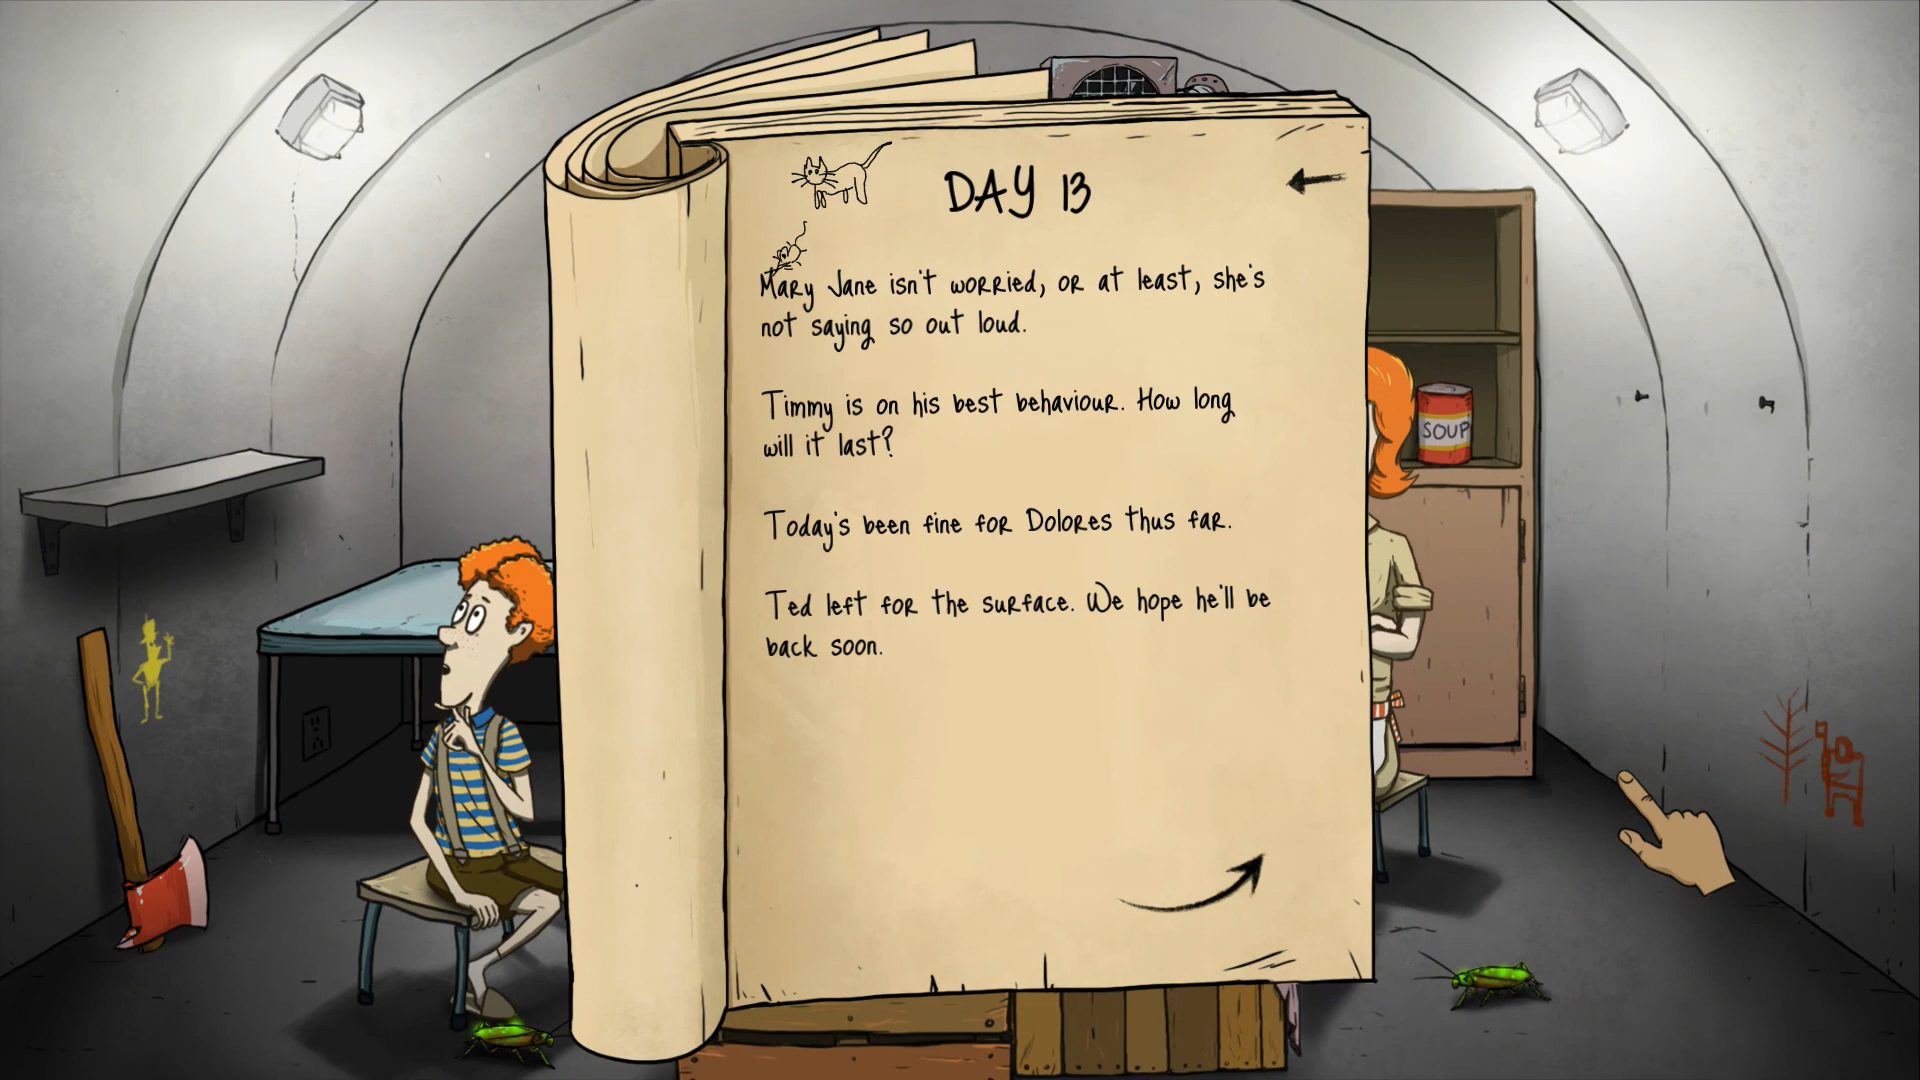 DAY 13
Mary Jane isn't worried, or at least, she's
not saying so out loud.
Timmy is on his best behaviour. How long
will it last?
Today's been fine for Dolores thus far.
Ted left for the surface. We hope he'll be
back soon.
SOUP